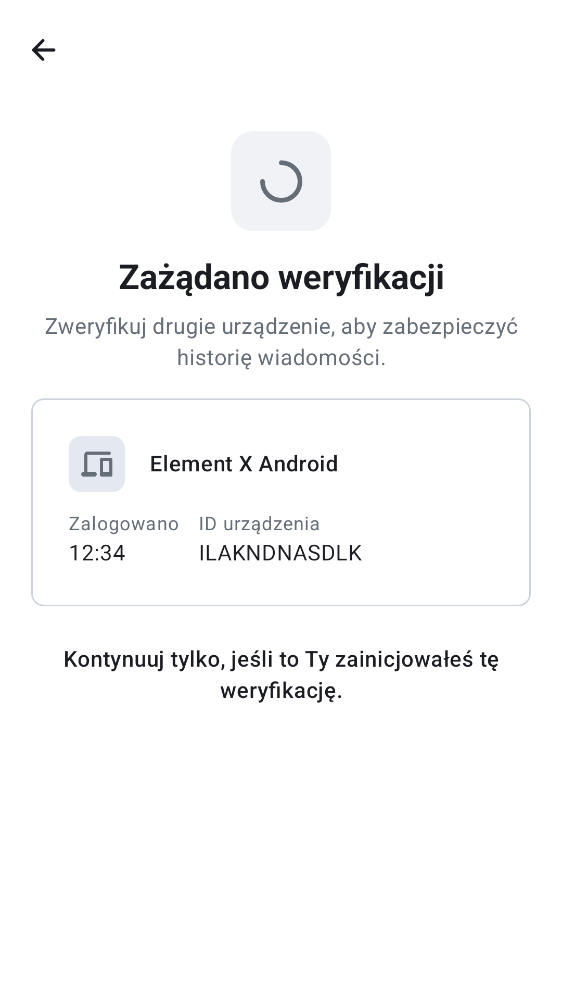 Zażądano weryfikacji
Zweryfikuj drugie urządzenie, aby zabezpieczyć
historię wiadomości.
Element X Android
Zalogowano ID urządzenia
12:34 ILAKNDNASDLK
Kontynuuj tylko, jeśli to Ty zainicjowałeś tę
weryfikację.